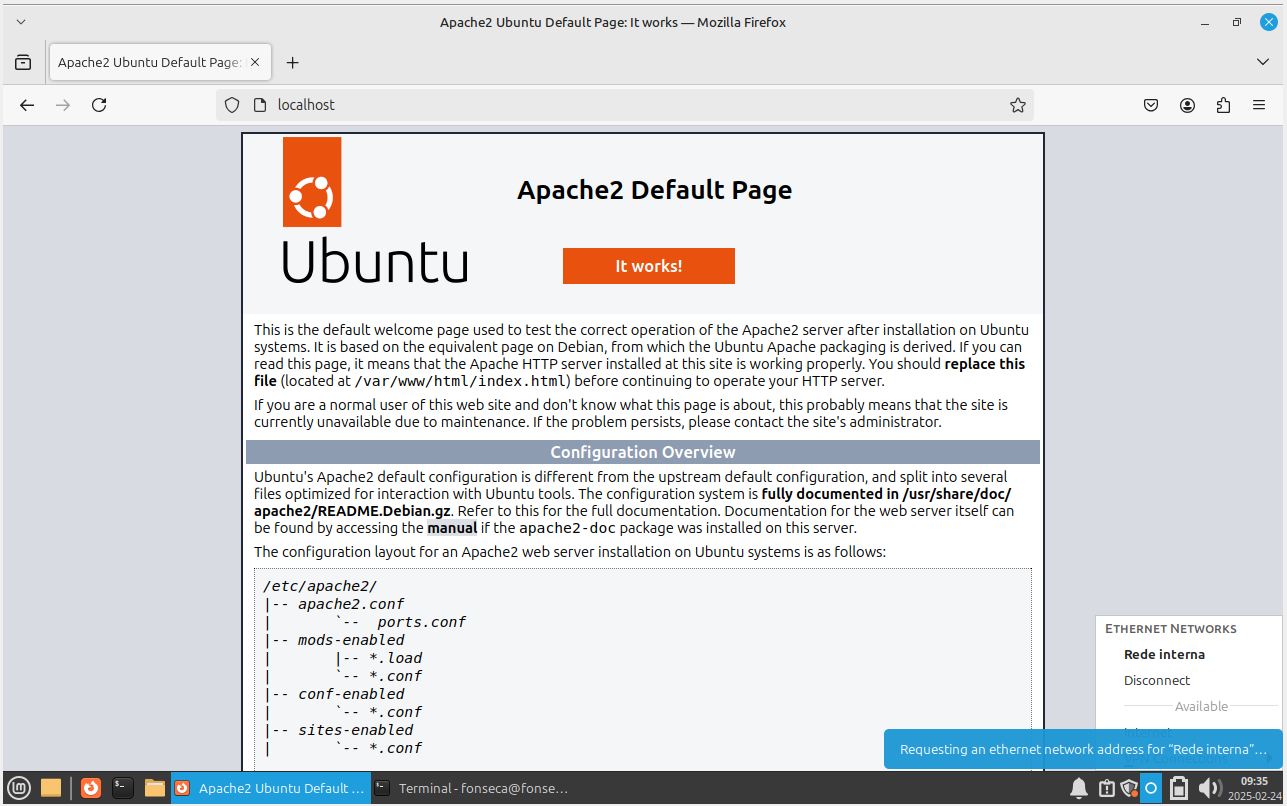 Apache2 Ubuntu Default Page: It works — Mozilla Firefox
Apache2 Ubuntu Default Page:
localhost
Ubuntu
Apache2 Default Page
It works!
This is the default welcome page used to test the correct operation of the Apache2 server after installation on Ubuntu
systems. It is based on the equivalent page on Debian, from which the Ubuntu Apache packaging is derived. If you can
read this page, it means that the Apache HTTP server installed at this site is working properly. You should replace this
file (located at /var/www/html/index.html) before continuing to operate your HTTP server.
If you are a normal user of this web site and don't know what this page is about, this probably means that the site is
currently unavailable due to maintenance. If the problem persists, please contact the site's administrator.
Configuration Overview
Ubuntu's Apache2 default configuration is different from the upstream default configuration, and split into several
files optimized for interaction with Ubuntu tools. The configuration system is fully documented in /usr/share/doc/
apache2/README.Debian.gz. Refer to this for the full documentation. Documentation for the web server itself can
be found by accessing the manual if the apache2-doc package was installed on this server.
The configuration layout for an Apache2 web server installation on Ubuntu systems is as follows:
/etc/apache2/
|-- apache2.conf
|       `--  ports.conf
|-- mods-enabled
|       |-- *.load
|       `-- *.conf
|-- conf-enabled
|       `-- *.conf
|-- sites-enabled
|       `-- *.conf
Ethernet Networks
Rede interna
Disconnect
Available
Internet
Requesting an ethernet network address for “Rede interna”...
Apache2 Ubuntu Default ...
Terminal - fonseca@fonse...
09:35
2025-02-24